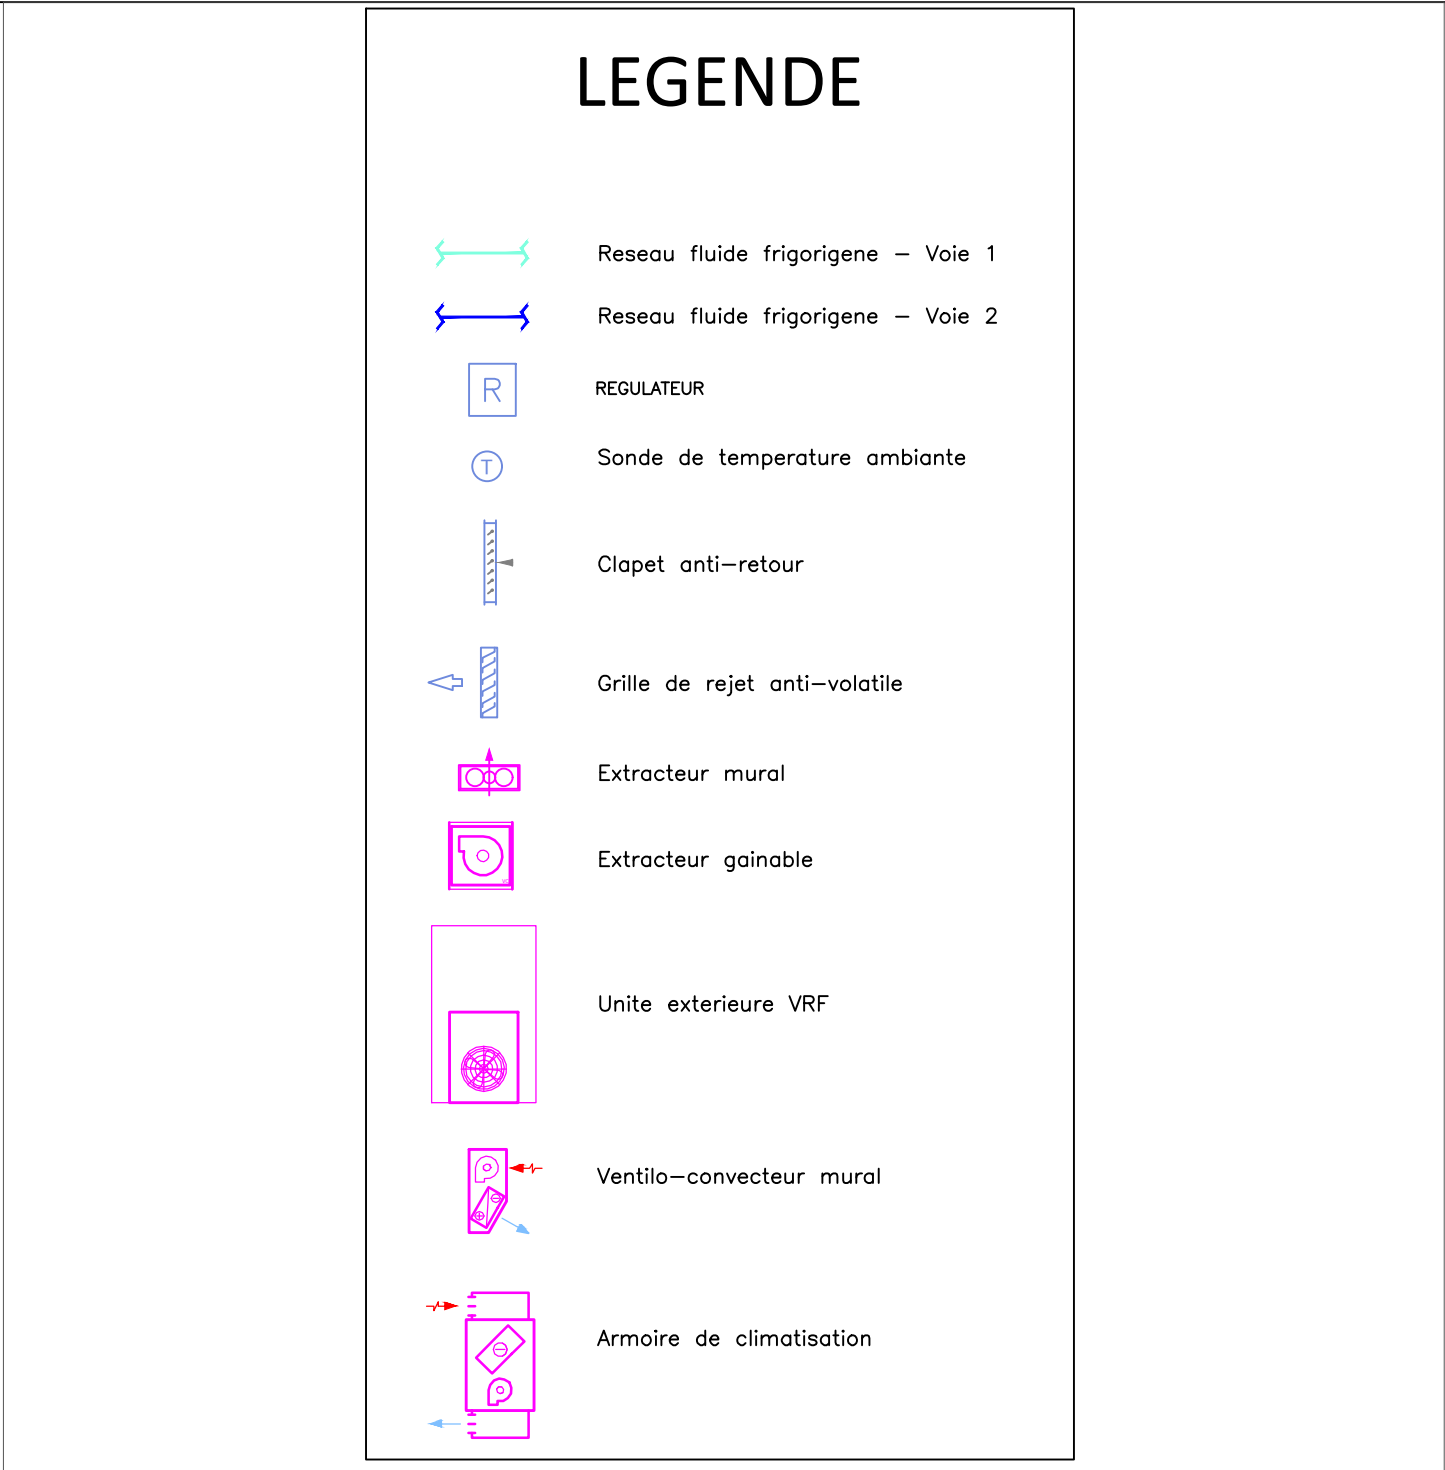 LEGENDE
Reseau fluide frigorigene - Voie 1
Reseau fluide frigorigene - Voie 2
R
REGULATEUR
T
Sonde de temperature ambiante
Clapet anti-retour
Grille de rejet anti-volatile
Extracteur mural
Extracteur gainable
Unite exterieure VRF
Ventilo-convecteur mural
Armoire de climatisation